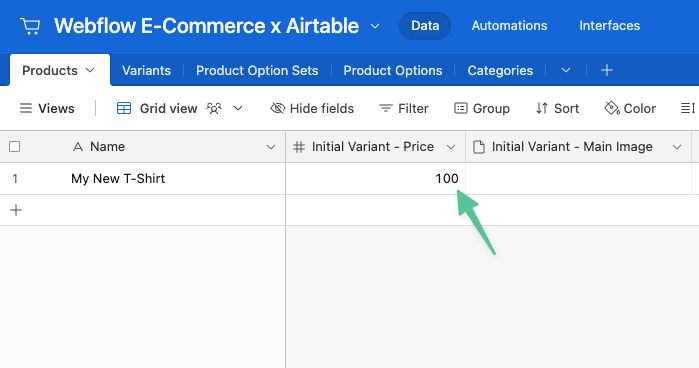 Webflow E-Commerce x Airtable Data Automations Interfaces
Products Variants Product Option Sets Product Options Categories
Views Grid view Hide fields Filter Group Sort Color
Name Initial Variant - Price Initial Variant - Main Image
1 My New T-Shirt 100